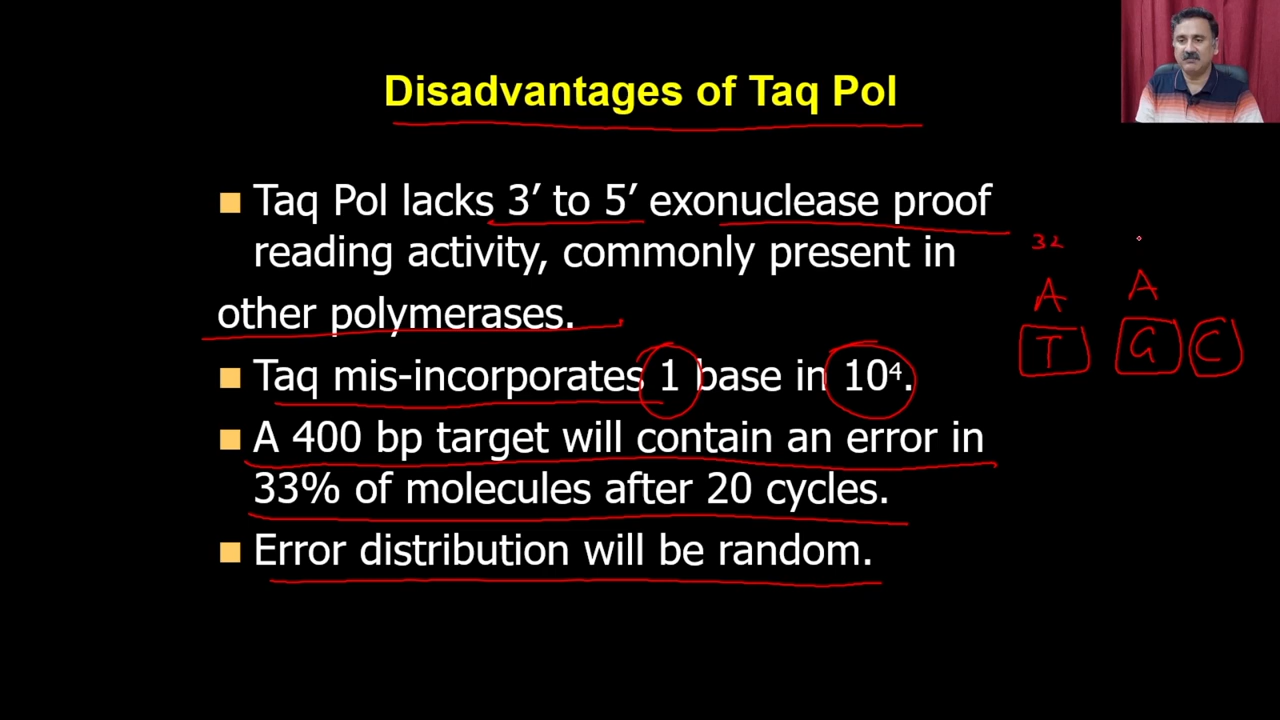 Disadvantages of Taq Pol
■ Taq Pol lacks 3′ to 5′ exonuclease proof
reading activity, commonly present in
other polymerases.
■ Taq mis-incorporates 1 base in 10⁴.
■ A 400 bp target will contain an error in
33% of molecules after 20 cycles.
■ Error distribution will be random.
32
A A
T G C